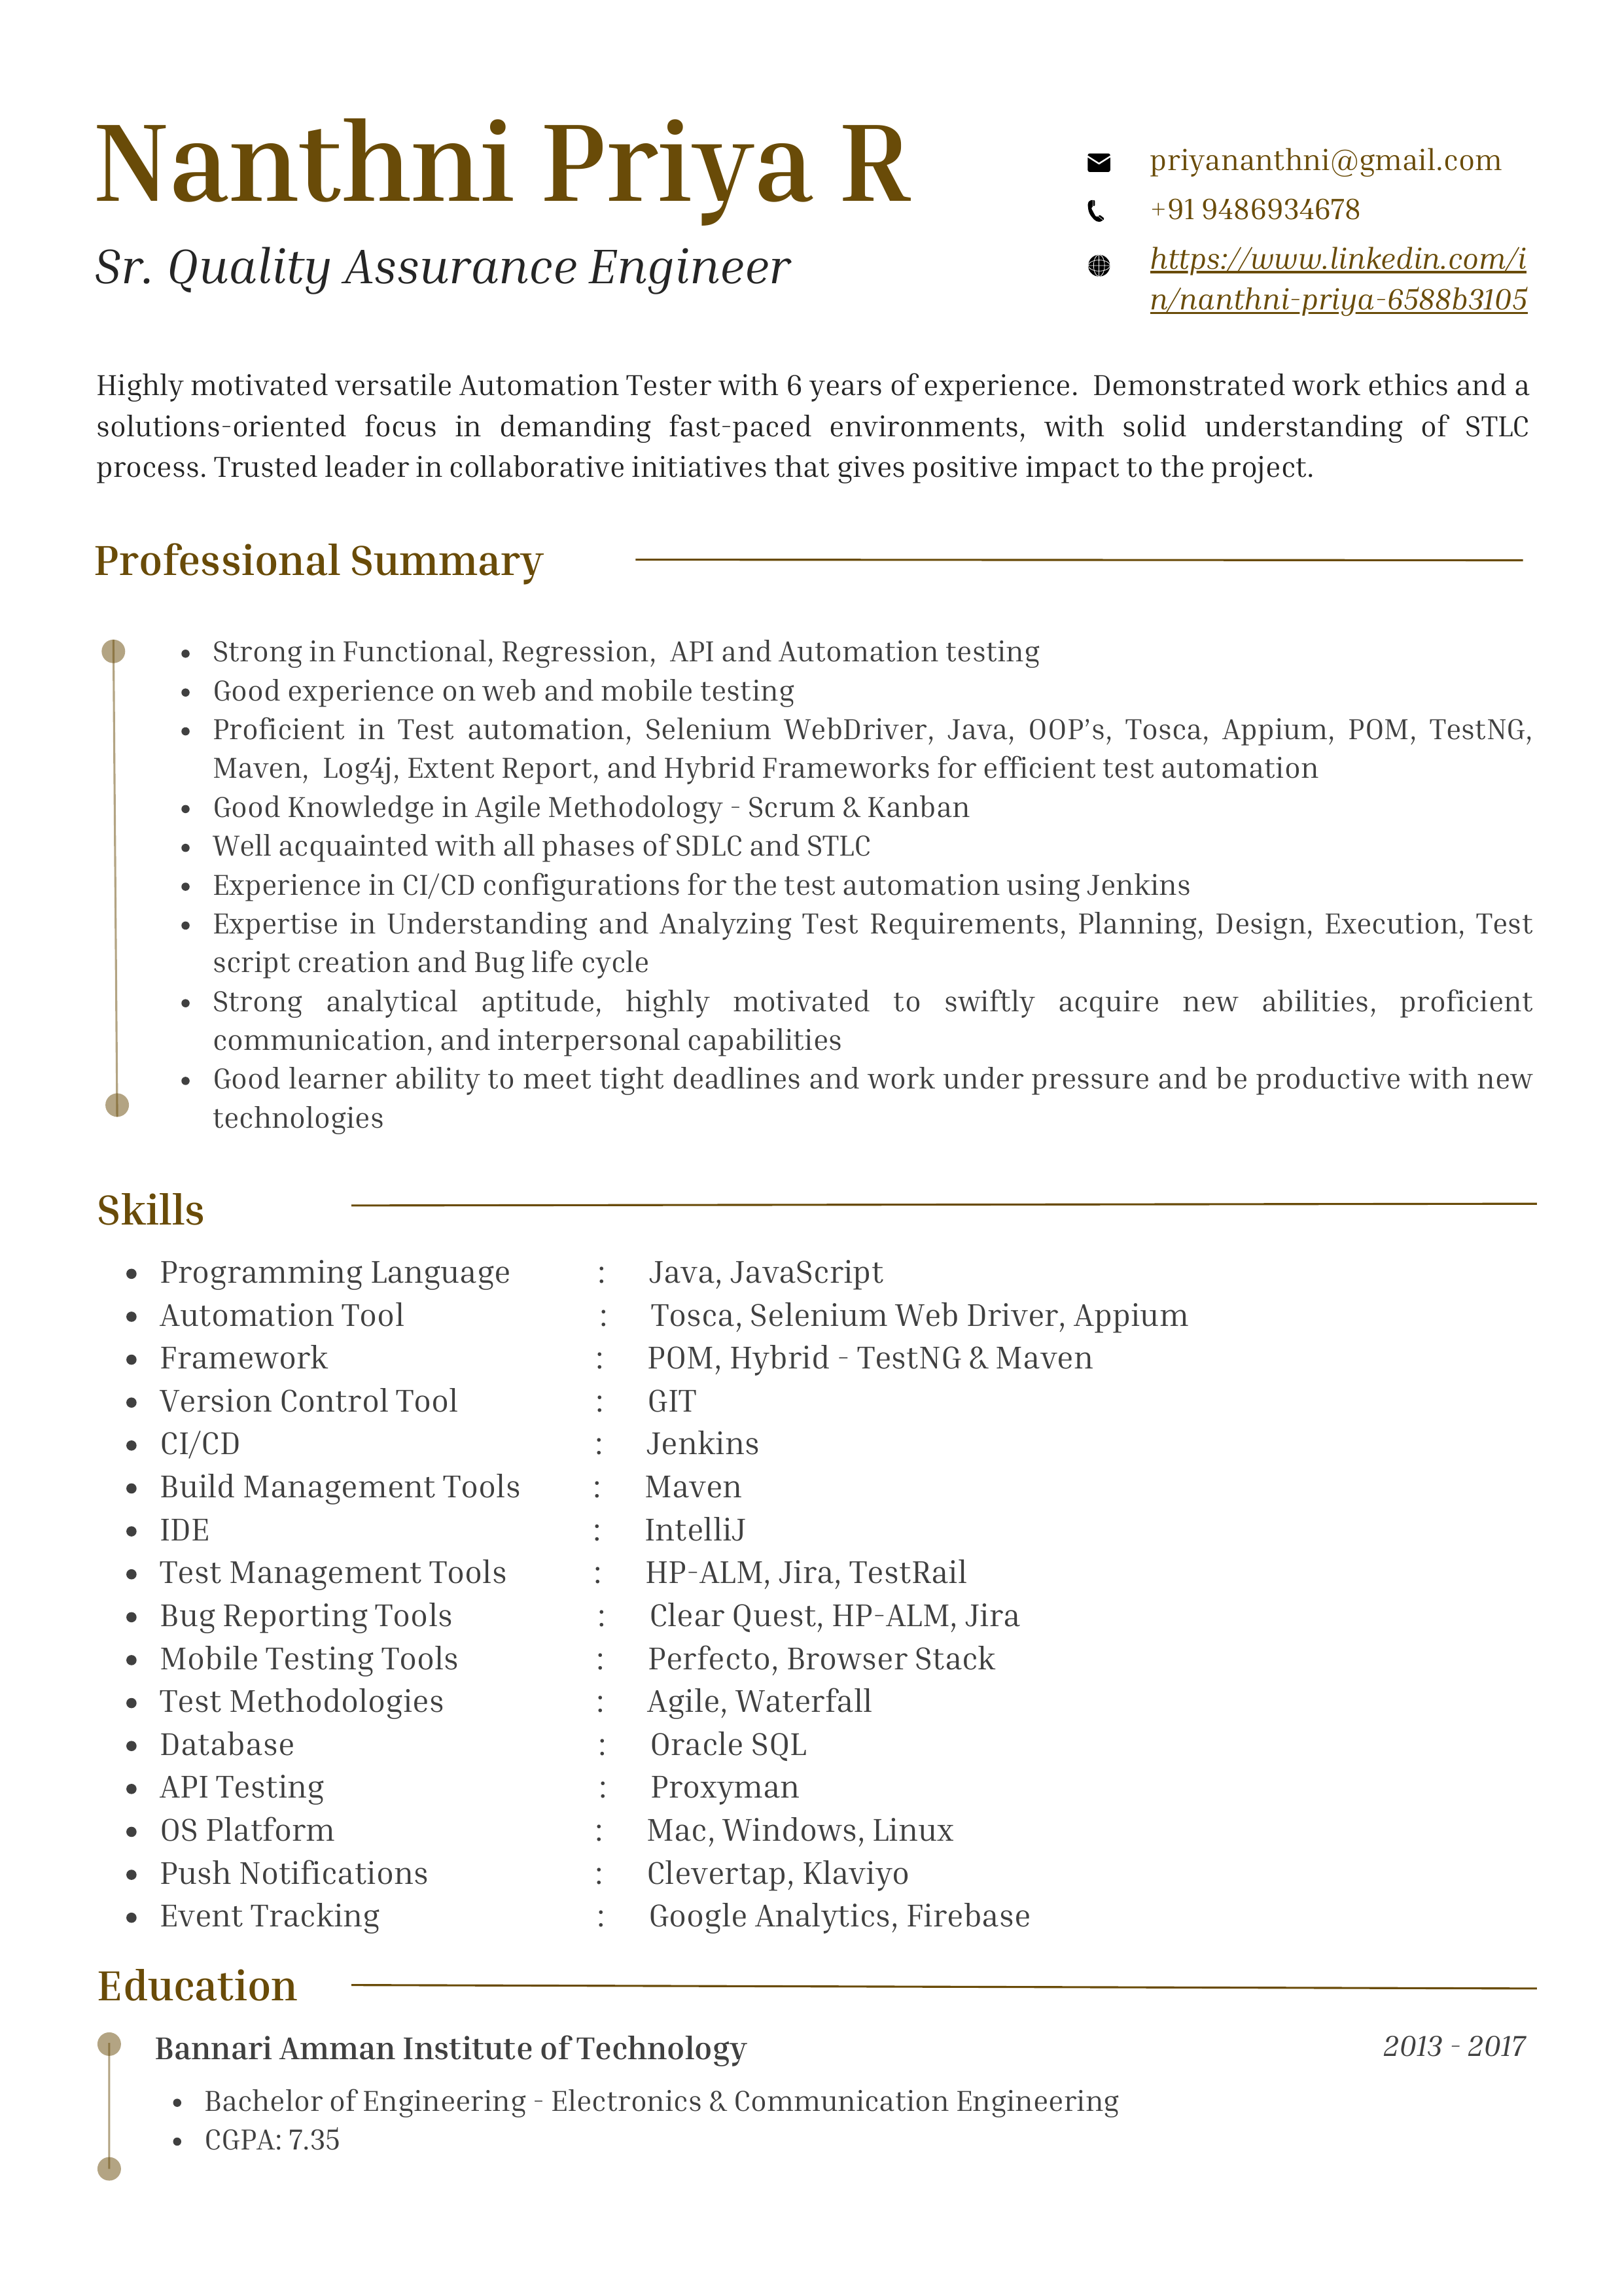 Nanthni Priya R
Sr. Quality Assurance Engineer
priyananthni@gmail.com
+91 9486934678
https://www.linkedin.com/i
n/nanthni-priya-6588b3105
Highly motivated versatile Automation Tester with 6 years of experience.  Demonstrated work ethics and a
solutions-oriented focus in demanding fast-paced environments, with solid understanding of STLC
process. Trusted leader in collaborative initiatives that gives positive impact to the project.
Professional Summary
• Strong in Functional, Regression,  API and Automation testing
• Good experience on web and mobile testing
• Proficient in Test automation, Selenium WebDriver, Java, OOP’s, Tosca, Appium, POM, TestNG,
Maven,  Log4j, Extent Report, and Hybrid Frameworks for efficient test automation
• Good Knowledge in Agile Methodology - Scrum & Kanban
• Well acquainted with all phases of SDLC and STLC
• Experience in CI/CD configurations for the test automation using Jenkins
• Expertise in Understanding and Analyzing Test Requirements, Planning, Design, Execution, Test
script creation and Bug life cycle
• Strong analytical aptitude, highly motivated to swiftly acquire new abilities, proficient
communication, and interpersonal capabilities
• Good learner ability to meet tight deadlines and work under pressure and be productive with new
technologies
Skills
• Programming Language : Java, JavaScript
• Automation Tool : Tosca, Selenium Web Driver, Appium
• Framework : POM, Hybrid - TestNG & Maven
• Version Control Tool : GIT
• CI/CD : Jenkins
• Build Management Tools : Maven
• IDE : IntelliJ
• Test Management Tools : HP-ALM, Jira, TestRail
• Bug Reporting Tools : Clear Quest, HP-ALM, Jira
• Mobile Testing Tools : Perfecto, Browser Stack
• Test Methodologies : Agile, Waterfall
• Database : Oracle SQL
• API Testing : Proxyman
• OS Platform : Mac, Windows, Linux
• Push Notifications : Clevertap, Klaviyo
• Event Tracking : Google Analytics, Firebase
Education
Bannari Amman Institute of Technology 2013 - 2017
• Bachelor of Engineering - Electronics & Communication Engineering
• CGPA: 7.35